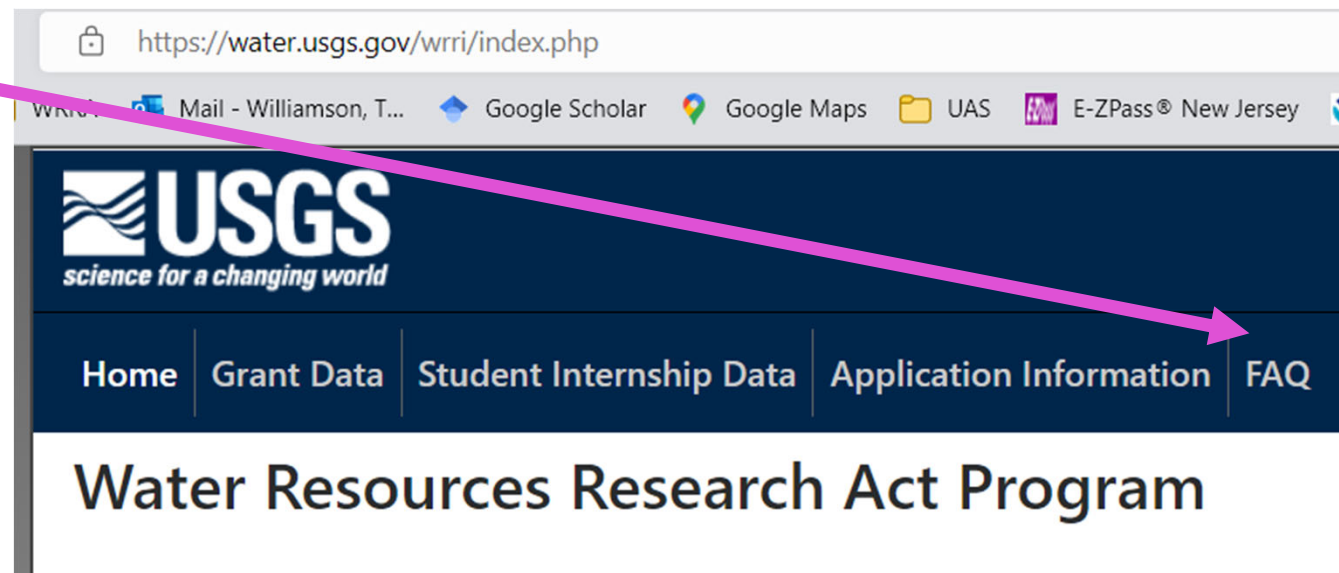 https://water.usgs.gov/wrri/index.php
Mail - Williamson, T... Google Scholar Google Maps UAS E-ZPass® New Jersey
USGS
science for a changing world
Home Grant Data Student Internship Data Application Information FAQ
Water Resources Research Act Program